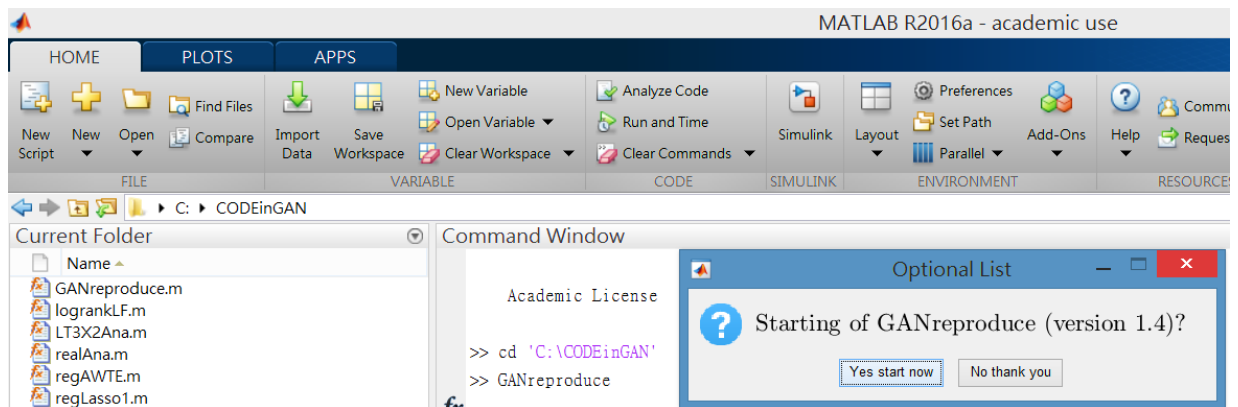 MATLAB R2016a - academic use
HOME PLOTS APPS
New Script
New
Open
Find Files
Compare
Import Data
Save Workspace
New Variable
Open Variable
Clear Workspace
Analyze Code
Run and Time
Clear Commands
Simulink
Layout
Preferences
Set Path
Parallel
Add-Ons
Help
Commu
Reques
FILE VARIABLE CODE SIMULINK ENVIRONMENT RESOURCES
C: CODEinGAN
Current Folder
Name
GANreproduce.m
logrankLF.m
LT3X2Ana.m
realAna.m
regAWTE.m
regLasso1.m
Command Window
Academic License
>> cd 'C:\CODEinGAN'
>> GANreproduce
fx
Optional List
Starting of GANreproduce (version 1.4)?
Yes start now No thank you